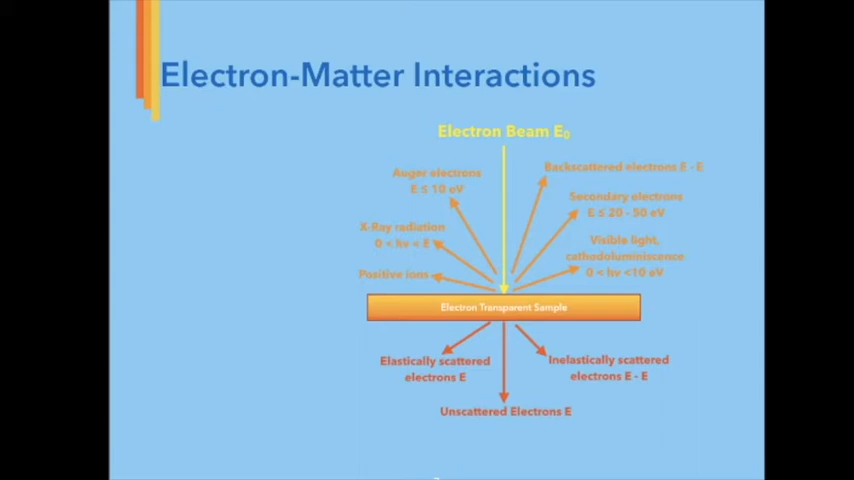 Electron-Matter Interactions
Electron Beam E₀
Auger electrons
E ≤ 10 eV
Backscattered electrons E - E
Secondary electrons
E ≤ 20 - 50 eV
X-Ray radiation
0 < hv < E
Visible light,
cathodoluminiscence
0 < hv <10 eV
Positive ions
Electron Transparent Sample
Elastically scattered
electrons E
Inelastically scattered
electrons E - E
Unscattered Electrons E